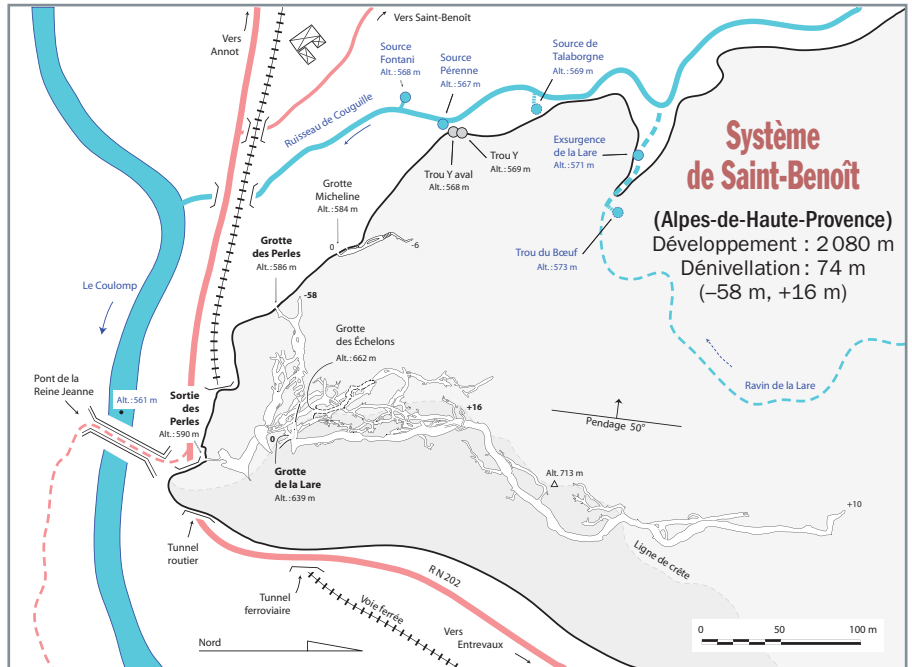 Vers Saint-Benoît
Vers
Annot
Source
Fontani
Alt. : 568 m
Source
Pérenne
Alt. : 567 m
Source de
Talaborgne
Alt. : 569 m
Ruisseau de Couguille
Exsurgence
de la Lare
Alt. : 571 m
Trou Y
Alt. : 569 m
Trou Y aval
Alt. : 568 m
Système
de Saint-Benoît
(Alpes-de-Haute-Provence)
Développement : 2 080 m
Dénivellation : 74 m
(–58 m, +16 m)
Grotte
Micheline
Alt. : 584 m
0
-6
Trou du Bœuf
Alt. : 573 m
Grotte
des Perles
Alt. : 586 m
-58
Le Coulomp
Grotte
des Échelons
Alt. : 662 m
Pont de la
Reine Jeanne
Alt. : 561 m
Sortie
des
Perles
Alt. : 590 m
Ravin de la Lare
+16
Pendage 50°
0
Grotte
de la Lare
Alt. : 639 m
Alt. 713 m
+10
Tunnel
routier
Ligne de crête
R N 202
Tunnel
ferroviaire
Voie ferrée
Vers
Entrevaux
Nord
0 50 100 m